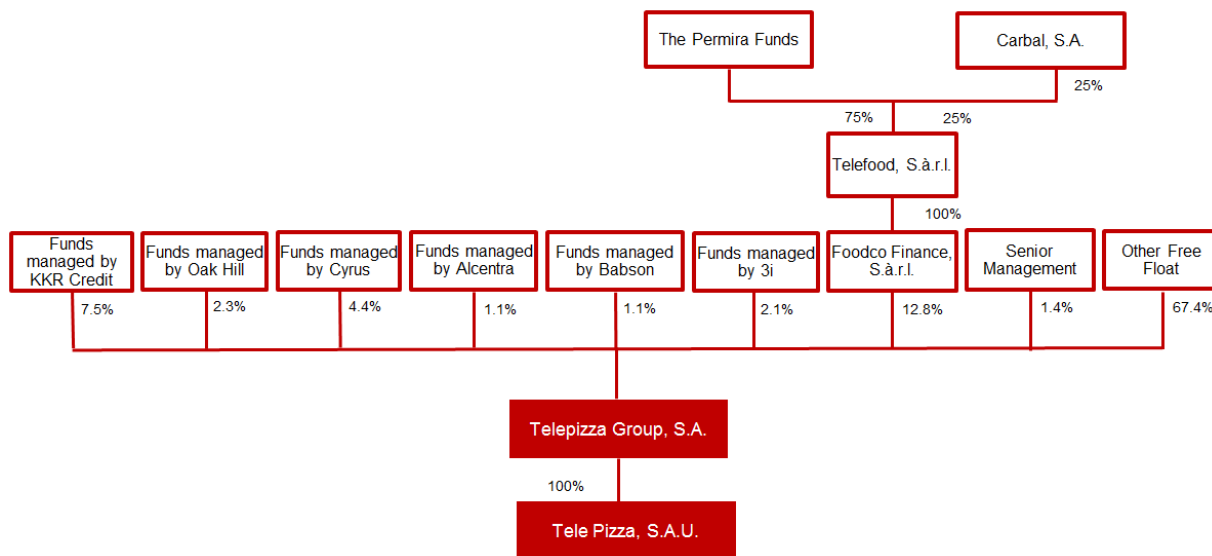 The Permira Funds
Carbal, S.A.
25%
75%
25%
Telefood, S.à.r.l.
100%
Funds
managed by
KKR Credit
Funds managed
by Oak Hill
Funds managed
by Cyrus
Funds managed
by Alcentra
Funds managed
by Babson
Funds managed
by 3i
Foodco Finance,
S.à.r.l.
Senior
Management
Other Free
Float
7.5%
2.3%
4.4%
1.1%
1.1%
2.1%
12.8%
1.4%
67.4%
Telepizza Group, S.A.
100%
Tele Pizza, S.A.U.